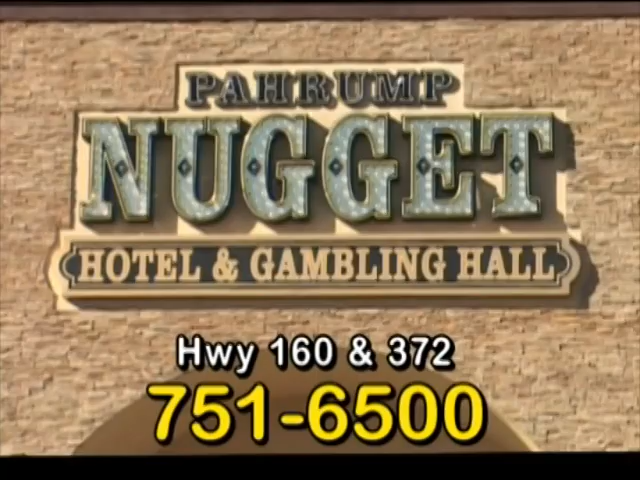 PAHRUMP
NUGGET
HOTEL & GAMBLING HALL
Hwy 160 & 372
751-6500